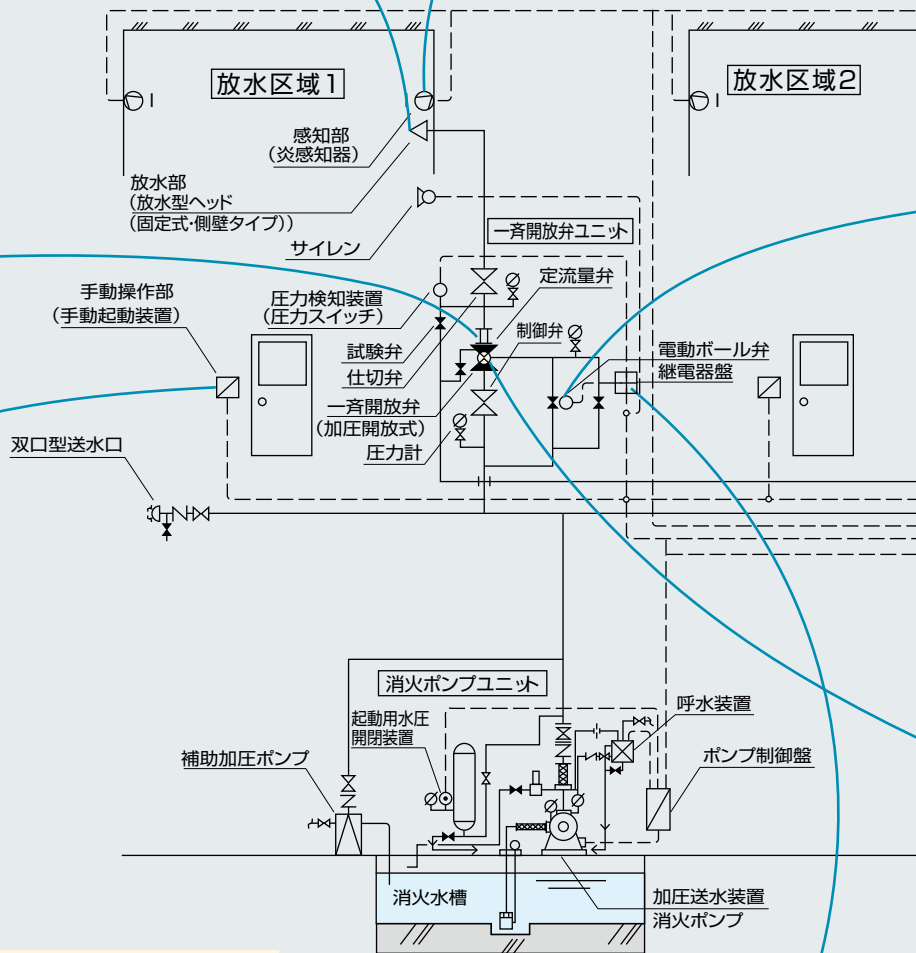 放水区域1
放水区域2
感知部
（炎感知器）
放水部
（放水型ヘッド
（固定式・側壁タイプ））
サイレン
一斉開放弁ユニット
手動操作部
（手動起動装置）
圧力検知装置
（圧力スイッチ）
定流量弁
制御弁
試験弁
仕切弁
電動ボール弁
継電器盤
一斉開放弁
（加圧開放式）
圧力計
双口型送水口
消火ポンプユニット
起動用水圧
開閉装置
呼水装置
補助加圧ポンプ
ポンプ制御盤
消火水槽
加圧送水装置
消火ポンプ